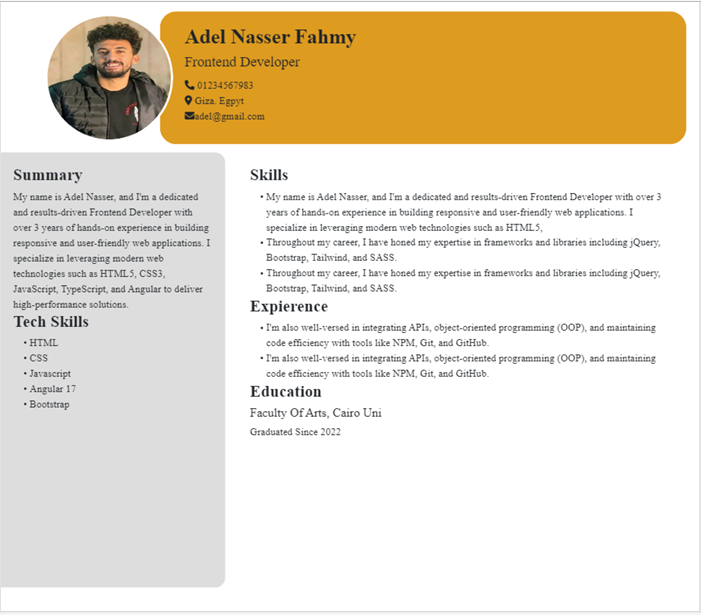 Adel Nasser Fahmy
Frontend Developer
01234567983
Giza. Egpyt
adel@gmail.com
Summary
My name is Adel Nasser, and I'm a dedicated
and results-driven Frontend Developer with
over 3 years of hands-on experience in building
responsive and user-friendly web applications. I
specialize in leveraging modern web
technologies such as HTML5, CSS3,
JavaScript, TypeScript, and Angular to deliver
high-performance solutions.
Tech Skills
• HTML
• CSS
• Javascript
• Angular 17
• Bootstrap
Skills
• My name is Adel Nasser, and I'm a dedicated and results-driven Frontend Developer with over 3
years of hands-on experience in building responsive and user-friendly web applications. I
specialize in leveraging modern web technologies such as HTML5,
• Throughout my career, I have honed my expertise in frameworks and libraries including jQuery,
Bootstrap, Tailwind, and SASS.
• Throughout my career, I have honed my expertise in frameworks and libraries including jQuery,
Bootstrap, Tailwind, and SASS.
Expierence
• I'm also well-versed in integrating APIs, object-oriented programming (OOP), and maintaining
code efficiency with tools like NPM, Git, and GitHub.
• I'm also well-versed in integrating APIs, object-oriented programming (OOP), and maintaining
code efficiency with tools like NPM, Git, and GitHub.
Education
Faculty Of Arts, Cairo Uni
Graduated Since 2022